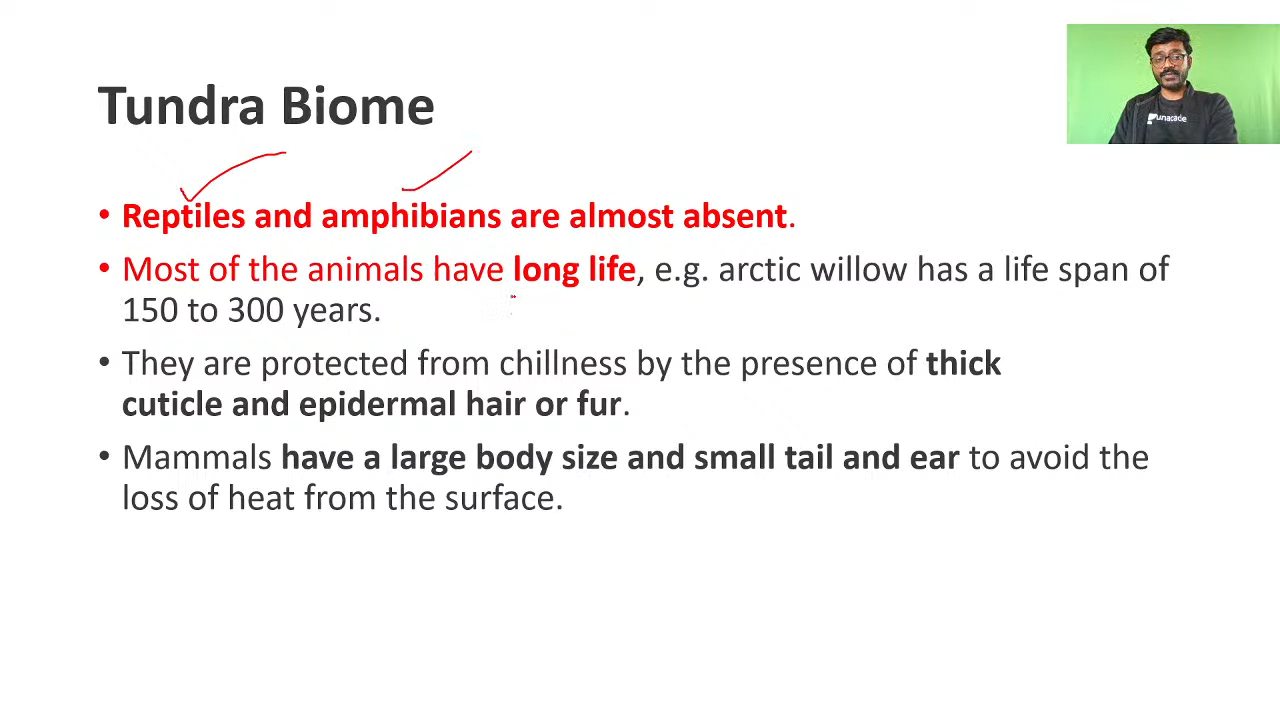 Tundra Biome
• Reptiles and amphibians are almost absent.
• Most of the animals have long life, e.g. arctic willow has a life span of
150 to 300 years.
• They are protected from chillness by the presence of thick
cuticle and epidermal hair or fur.
• Mammals have a large body size and small tail and ear to avoid the
loss of heat from the surface.
unacade